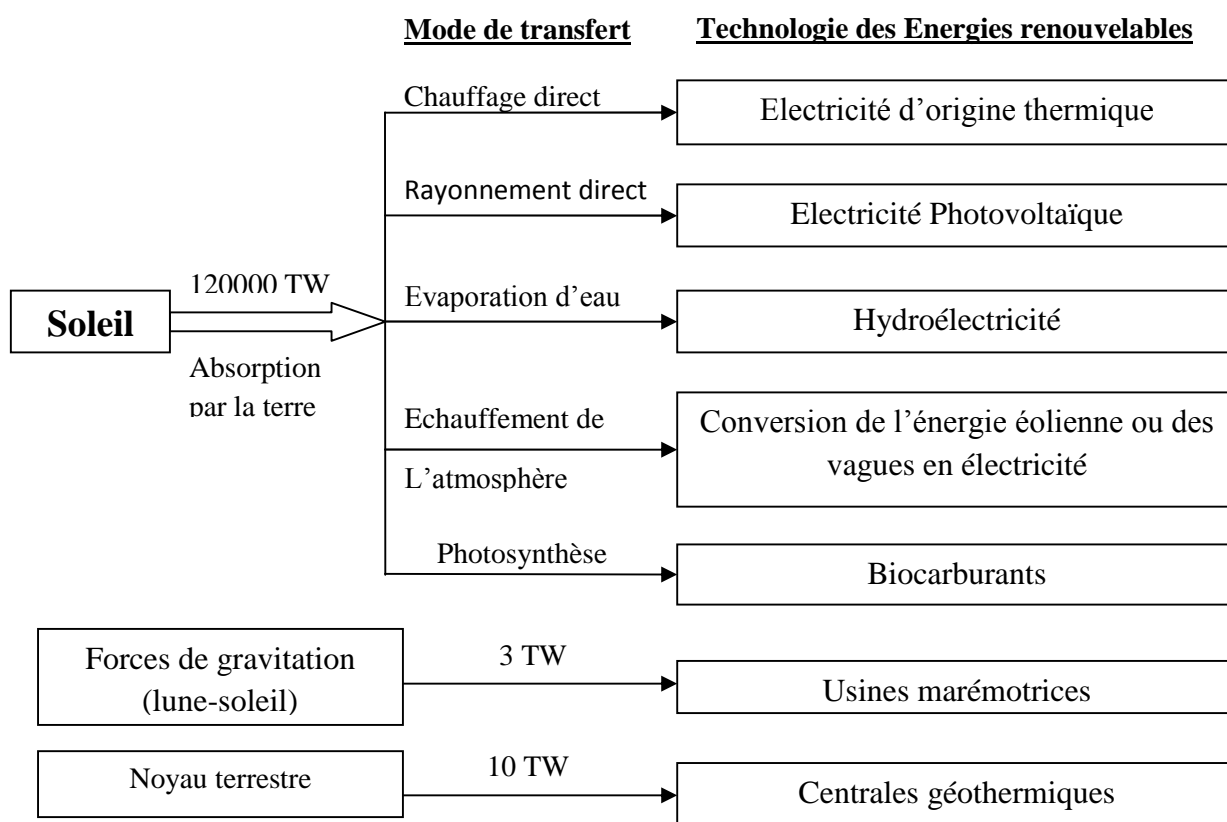 Mode de transfert
Technologie des Energies renouvelables
Chauffage direct
Electricité d’origine thermique
Rayonnement direct
Electricité Photovoltaïque
120000 TW
Soleil
Absorption
par la terre
Evaporation d’eau
Hydroélectricité
Echauffement de
L’atmosphère
Conversion de l’énergie éolienne ou des
vagues en électricité
Photosynthèse
Biocarburants
Forces de gravitation
(lune-soleil)
3 TW
Usines marémotrices
Noyau terrestre
10 TW
Centrales géothermiques